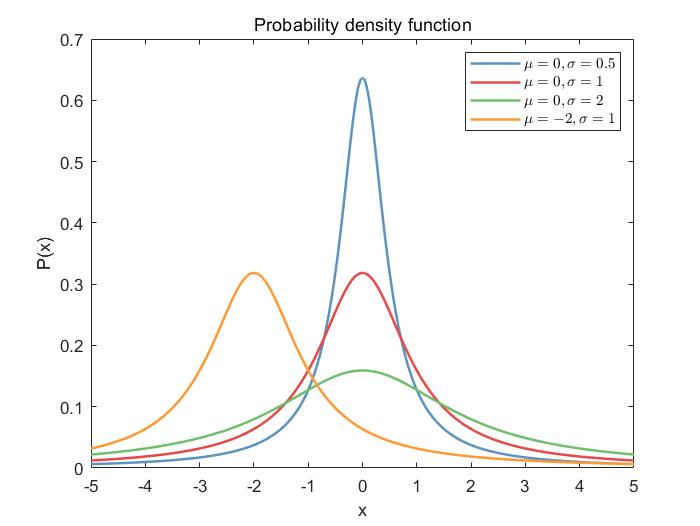 Probability density function
μ = 0, σ = 0.5
μ = 0, σ = 1
μ = 0, σ = 2
μ = −2, σ = 1
0.7
0.6
0.5
0.4
0.3
0.2
0.1
0
P(x)
-5 -4 -3 -2 -1 0 1 2 3 4 5
x